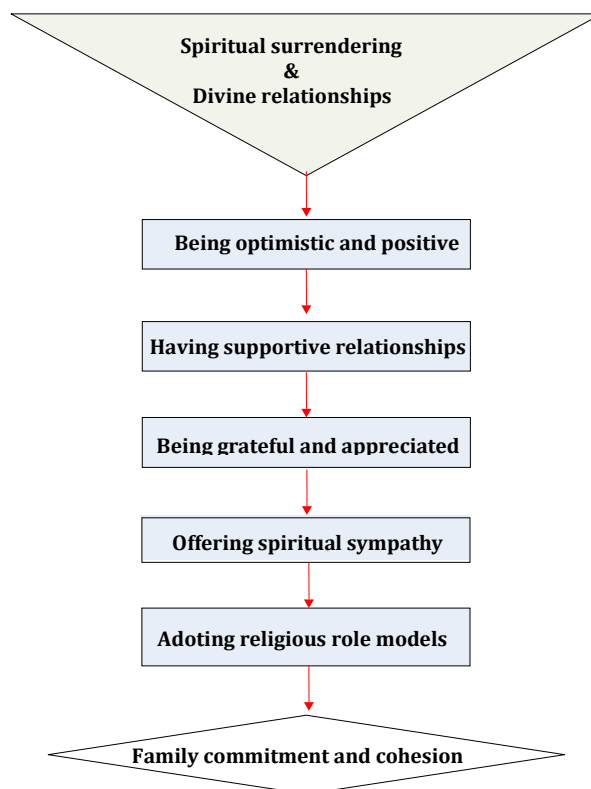 Spiritual surrendering
&
Divine relationships
Being optimistic and positive
Having supportive relationships
Being grateful and appreciated
Offering spiritual sympathy
Adoting religious role models
Family commitment and cohesion